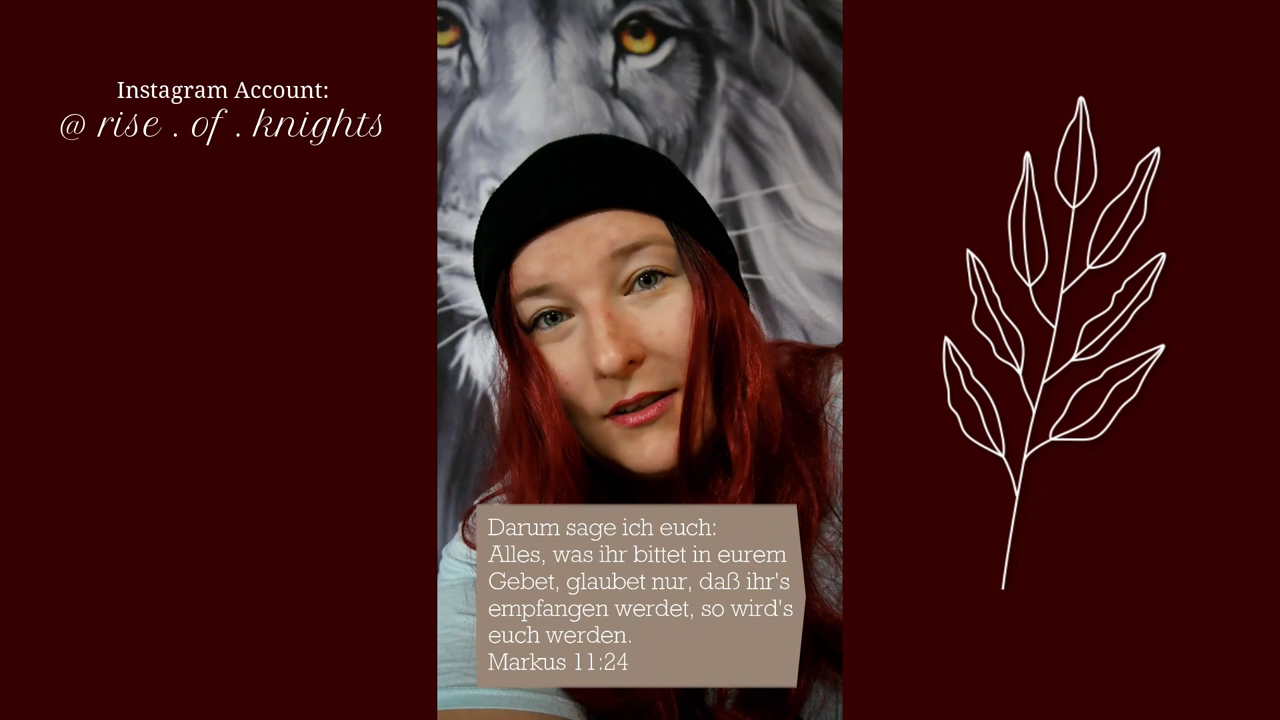 Instagram Account:
@ rise . of . knights
Darum sage ich euch:
Alles, was ihr bittet in eurem
Gebet, glaubet nur, daß ihr's
empfangen werdet, so wird's
euch werden.
Markus 11:24